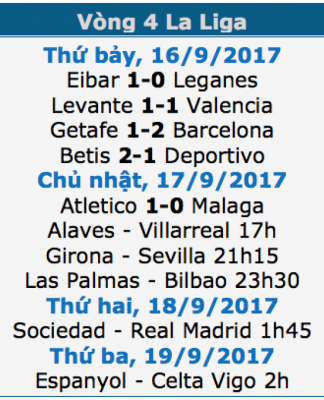 Vòng 4 La Liga
Thứ bảy, 16/9/2017
Eibar 1-0 Leganes
Levante 1-1 Valencia
Getafe 1-2 Barcelona
Betis 2-1 Deportivo
Chủ nhật, 17/9/2017
Atletico 1-0 Malaga
Alaves - Villarreal 17h
Girona - Sevilla 21h15
Las Palmas - Bilbao 23h30
Thứ hai, 18/9/2017
Sociedad - Real Madrid 1h45
Thứ ba, 19/9/2017
Espanyol - Celta Vigo 2h